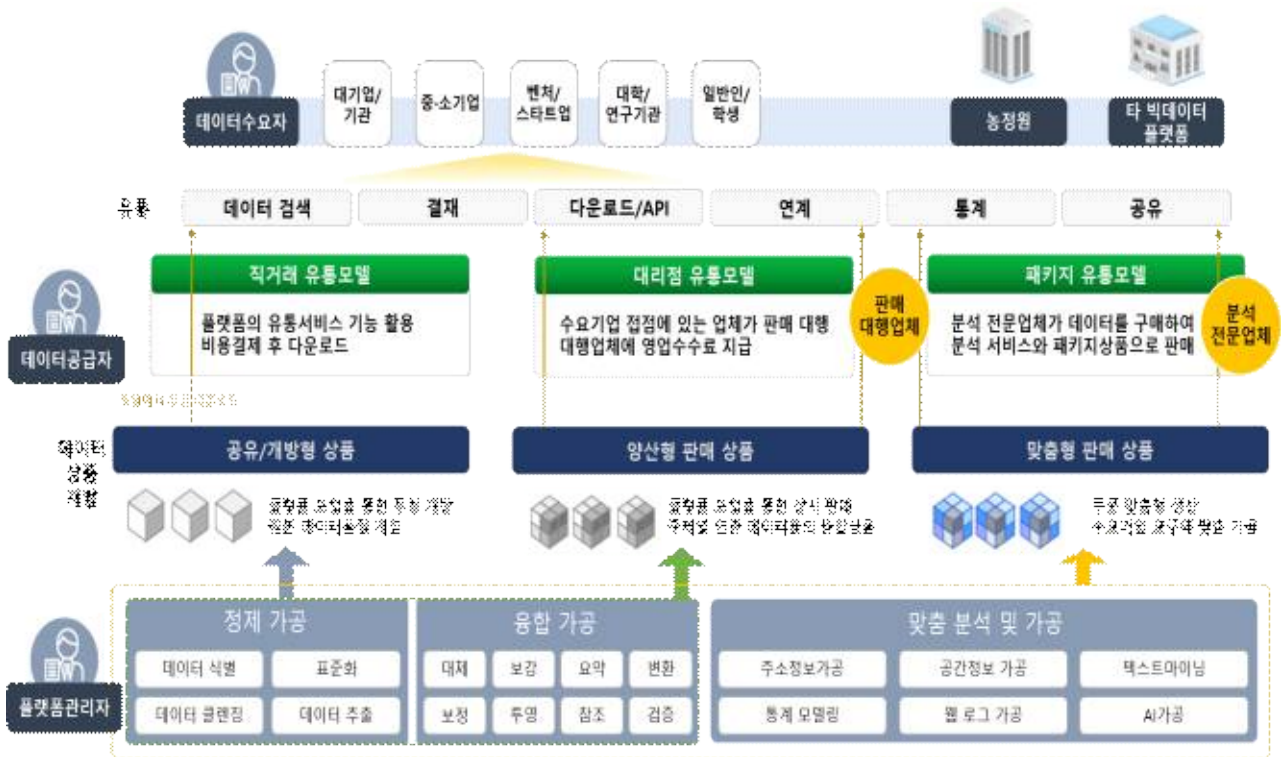 데이터수요자
대기업/
기관
중·소기업
벤처/
스타트업
대학/
연구기관
일반인/
학생
농정원
타 빅데이터
플랫폼
유통
데이터 검색
결재
다운로드/API
연계
통계
공유
데이터공급자
직거래 유통모델
플랫폼의 유통서비스 기능 활용
비용결제 후 다운로드
대리점 유통모델
수요기업 접점에 있는 업체가 판매 대행
대행업체에 영업수수료 지급
판매
대행업체
패키지 유통모델
분석 전문업체가 데이터를 구매하여
분석 서비스와 패키지상품으로 판매
분석
전문업체
데이터
상품
개발
공유/개방형 상품
양산형 판매 상품
맞춤형 판매 상품
플랫폼관리자
정제 가공
데이터 식별
표준화
데이터 클렌징
데이터 추출
융합 가공
대체
보강
요약
변환
보정
투영
참조
검증
맞춤 분석 및 가공
주소정보가공
공간정보 가공
텍스트마이닝
통계 모델링
웹 로그 가공
AI가공